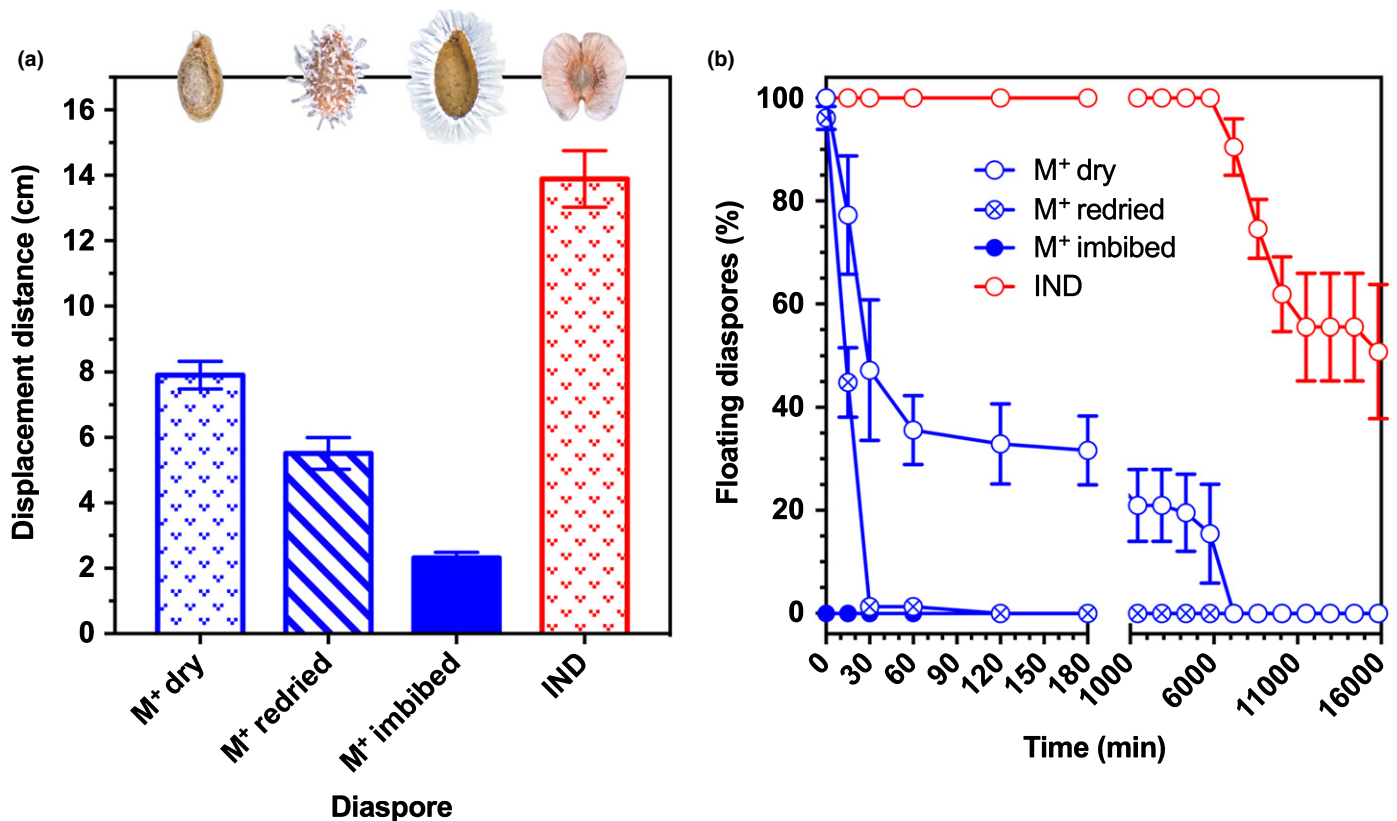 (a)
Displacement distance (cm)
16
14
12
10
8
6
4
2
0
M⁺ dry
M⁺ redried
M⁺ imbibed
IND
Diaspore
(b)
Floating diaspores (%)
100
80
60
40
20
0
M⁺ dry
M⁺ redried
M⁺ imbibed
IND
0
30
60
90
120
150
180
1000
6000
11000
16000
Time (min)